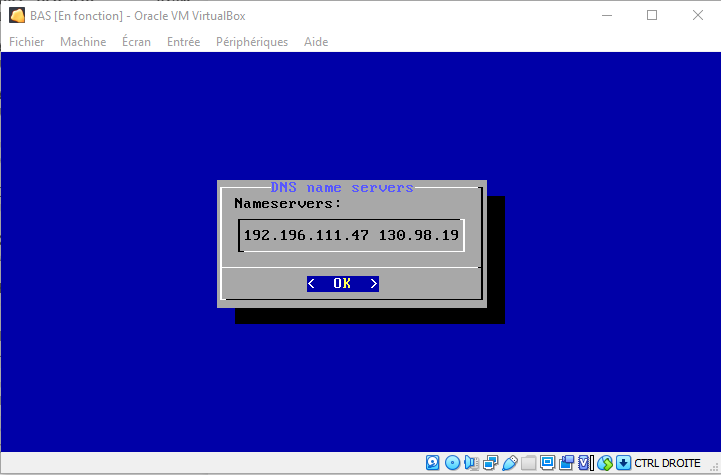 BAS [En fonction] - Oracle VM VirtualBox
Fichier Machine Écran Entrée Périphériques Aide
DNS name servers
Nameservers:
192.196.111.47 130.98.19
< OK >
CTRL DROITE